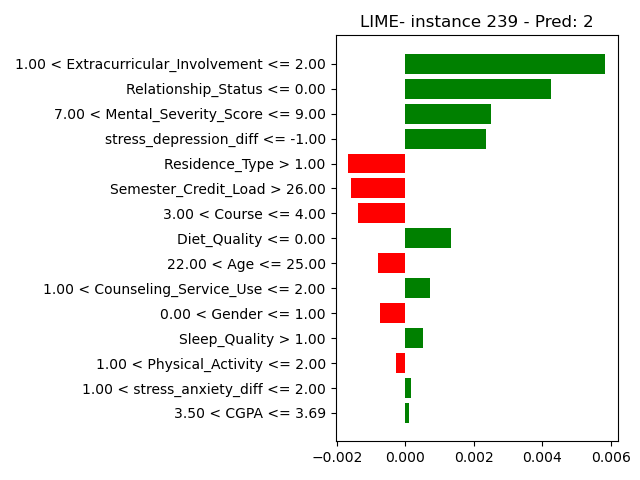 LIME- instance 239 - Pred: 2
1.00 < Extracurricular_Involvement <= 2.00
Relationship_Status <= 0.00
7.00 < Mental_Severity_Score <= 9.00
stress_depression_diff <= -1.00
Residence_Type > 1.00
Semester_Credit_Load > 26.00
3.00 < Course <= 4.00
Diet_Quality <= 0.00
22.00 < Age <= 25.00
1.00 < Counseling_Service_Use <= 2.00
0.00 < Gender <= 1.00
Sleep_Quality > 1.00
1.00 < Physical_Activity <= 2.00
1.00 < stress_anxiety_diff <= 2.00
3.50 < CGPA <= 3.69
−0.002 0.000 0.002 0.004 0.006